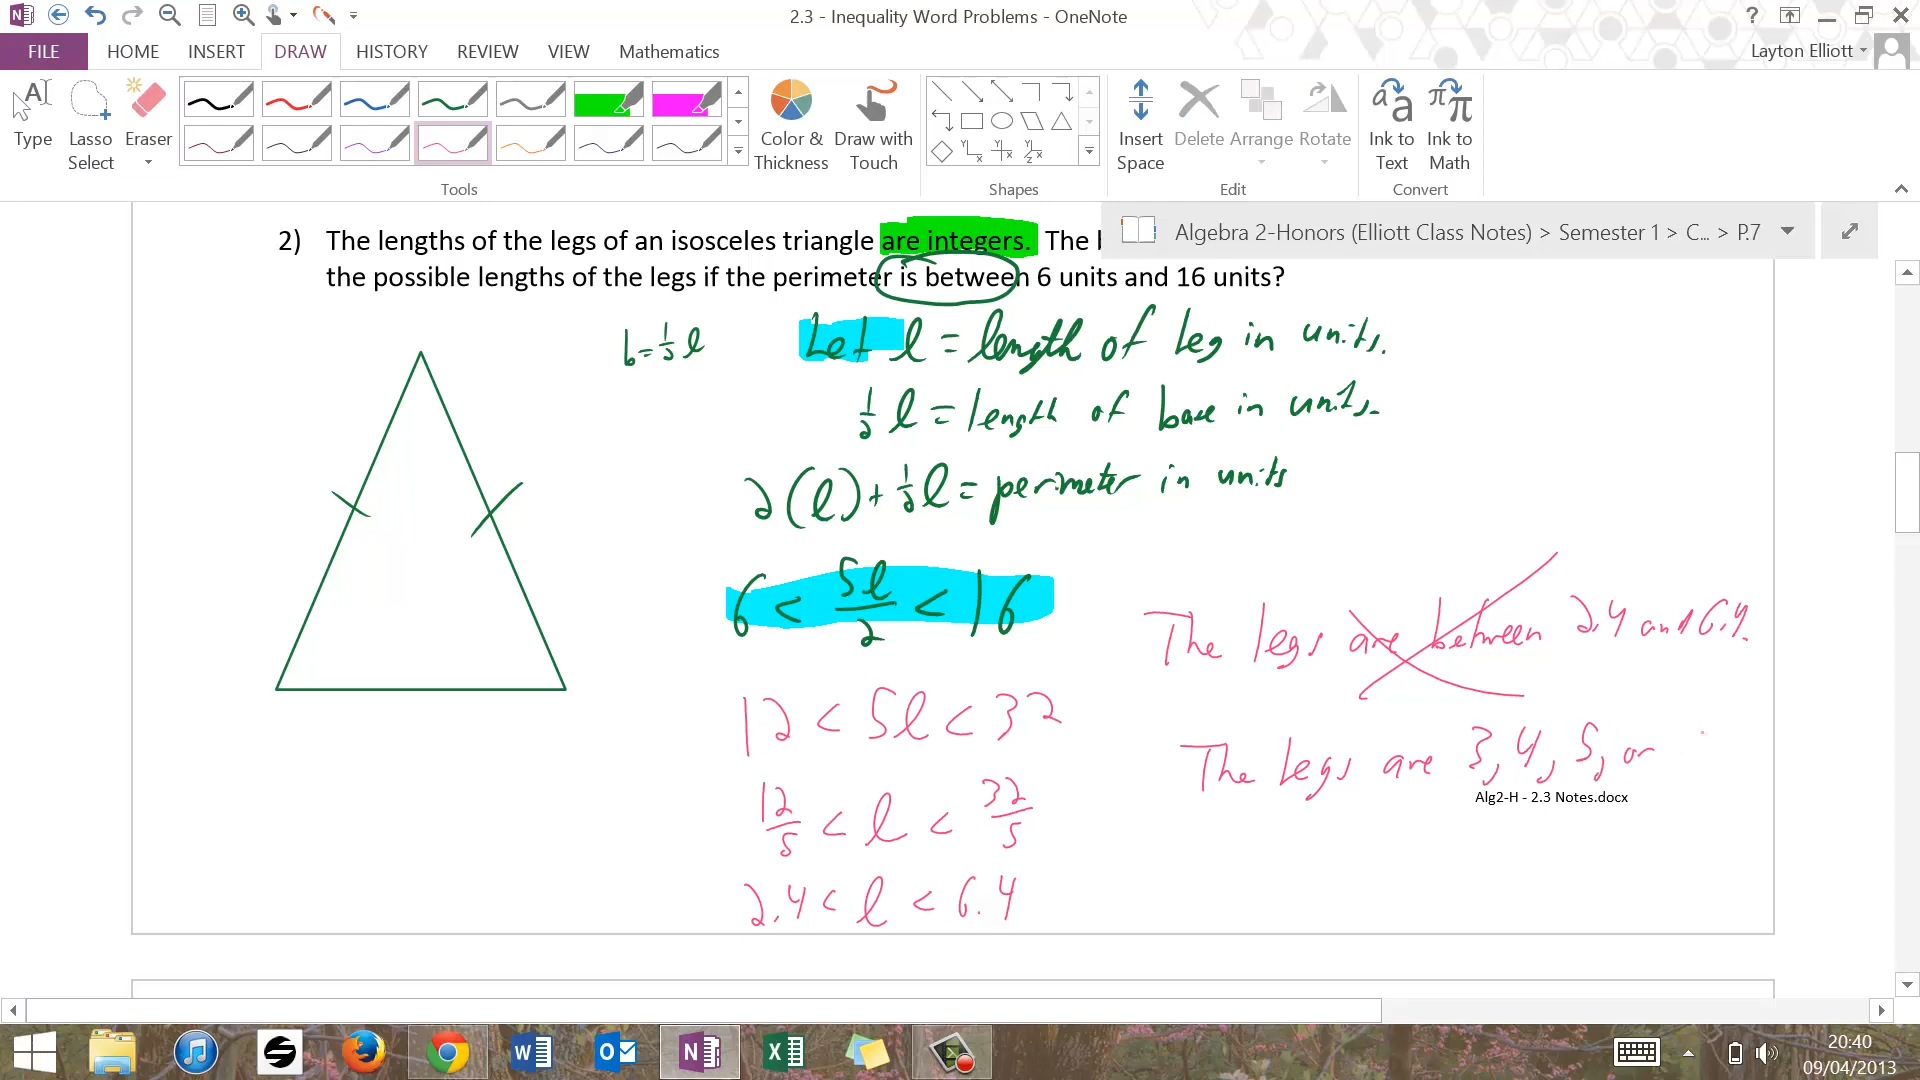 2.3 - Inequality Word Problems - OneNote
FILE HOME INSERT DRAW HISTORY REVIEW VIEW Mathematics
Layton Elliott
Type
Lasso Select
Eraser
Color & Thickness
Draw with Touch
Insert Space
Delete
Arrange
Rotate
Ink to Text
Ink to Math
Tools
Shapes
Edit
Convert
Algebra 2-Honors (Elliott Class Notes) > Semester 1 > C... > P.7
2) The lengths of the legs of an isosceles triangle are integers. The b
the possible lengths of the legs if the perimeter is between 6 units and 16 units?
b = 1/2 l
Let l = length of leg in units.
1/2 l = length of base in units.
2(l) + 1/2 l = perimeter in units
6 < 5l/2 < 16
The legs are between 2.4 and 6.4.
12 < 5l < 32
The legs are 3, 4, 5, or
Alg2-H - 2.3 Notes.docx
12/5 < l < 32/5
2.4 < l < 6.4
20:40
09/04/2013